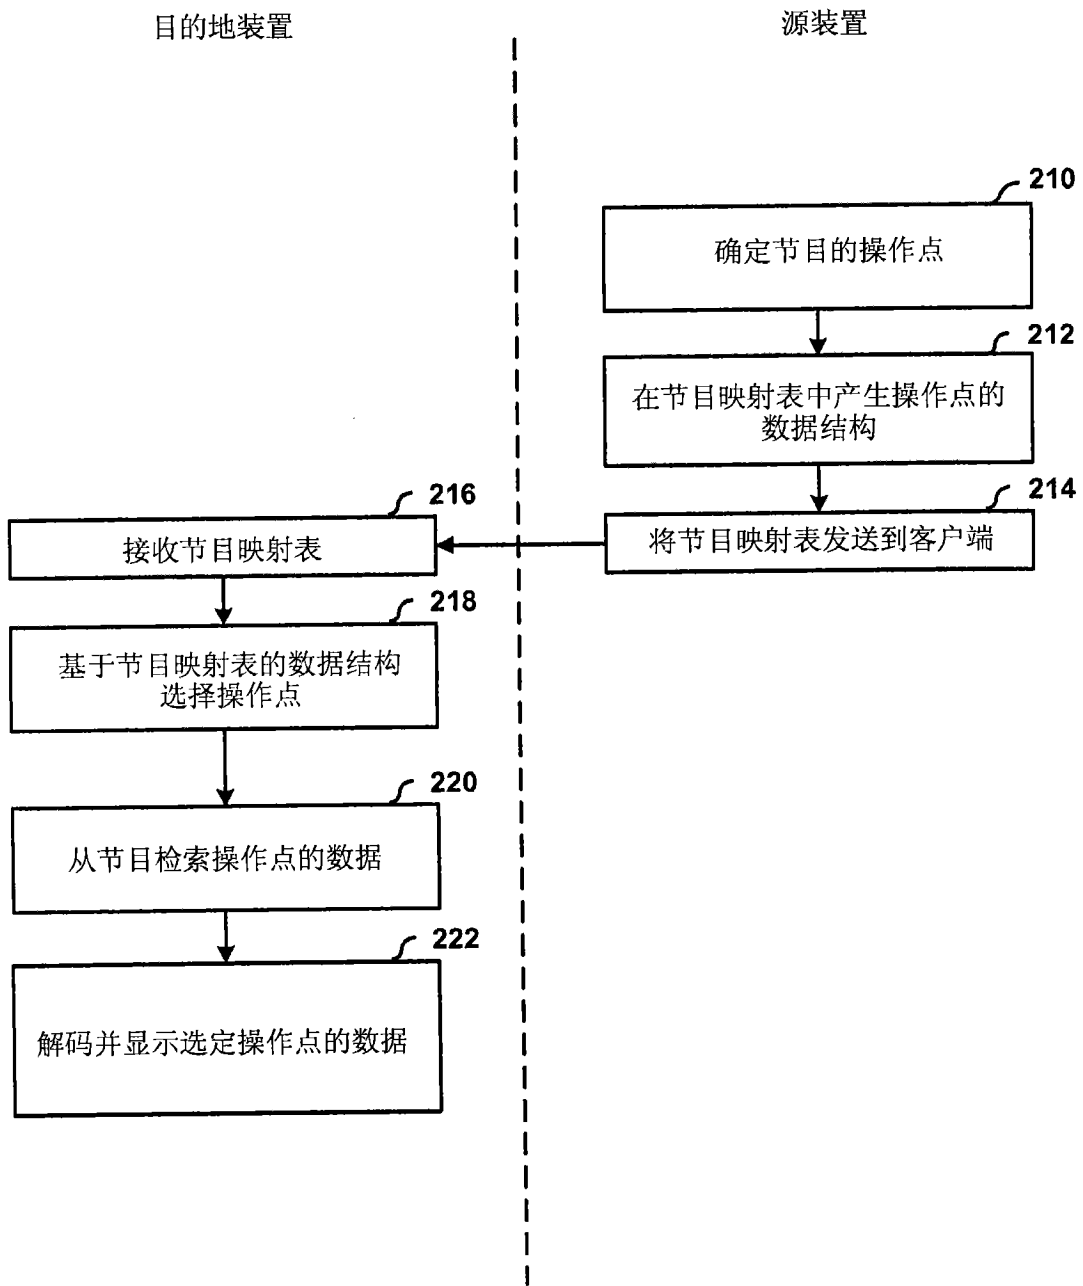 目的地装置
源装置
210
确定节目的操作点
212
在节目映射表中产生操作点的
数据结构
214
将节目映射表发送到客户端
216
接收节目映射表
218
基于节目映射表的数据结构
选择操作点
220
从节目检索操作点的数据
222
解码并显示选定操作点的数据